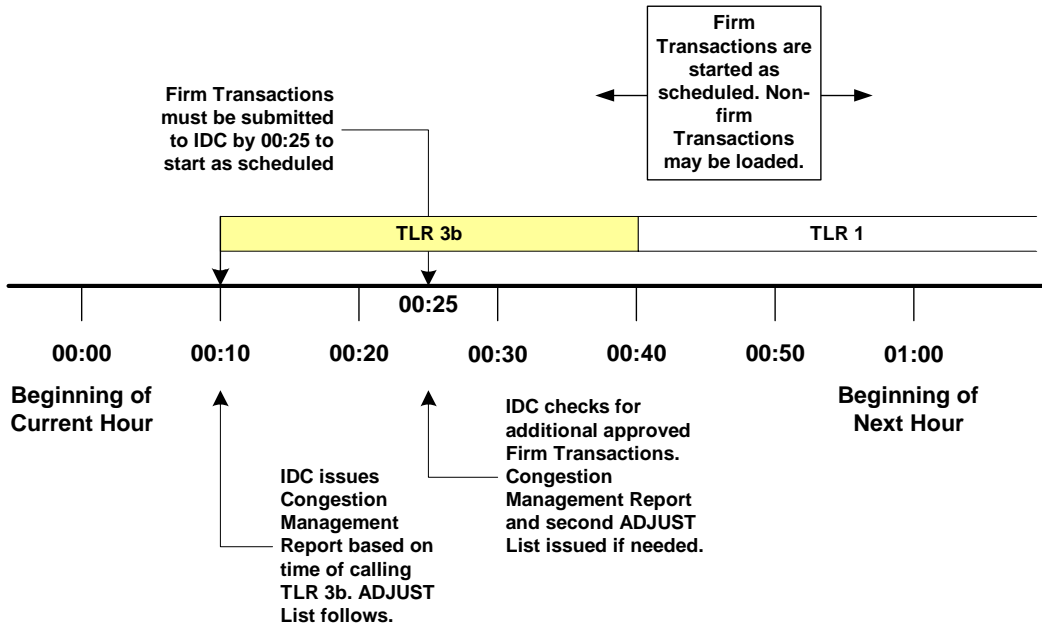 Firm
Transactions are
started as
scheduled. Non-
firm
Transactions
may be loaded.
Firm Transactions
must be submitted
to IDC by 00:25 to
start as scheduled
TLR 3b
TLR 1
00:25
00:00
00:10
00:20
00:30
00:40
00:50
01:00
Beginning of
Current Hour
Beginning of
Next Hour
IDC checks for
additional approved
Firm Transactions.
Congestion
Management Report
and second ADJUST
List issued if needed.
IDC issues
Congestion
Management
Report based on
time of calling
TLR 3b. ADJUST
List follows.